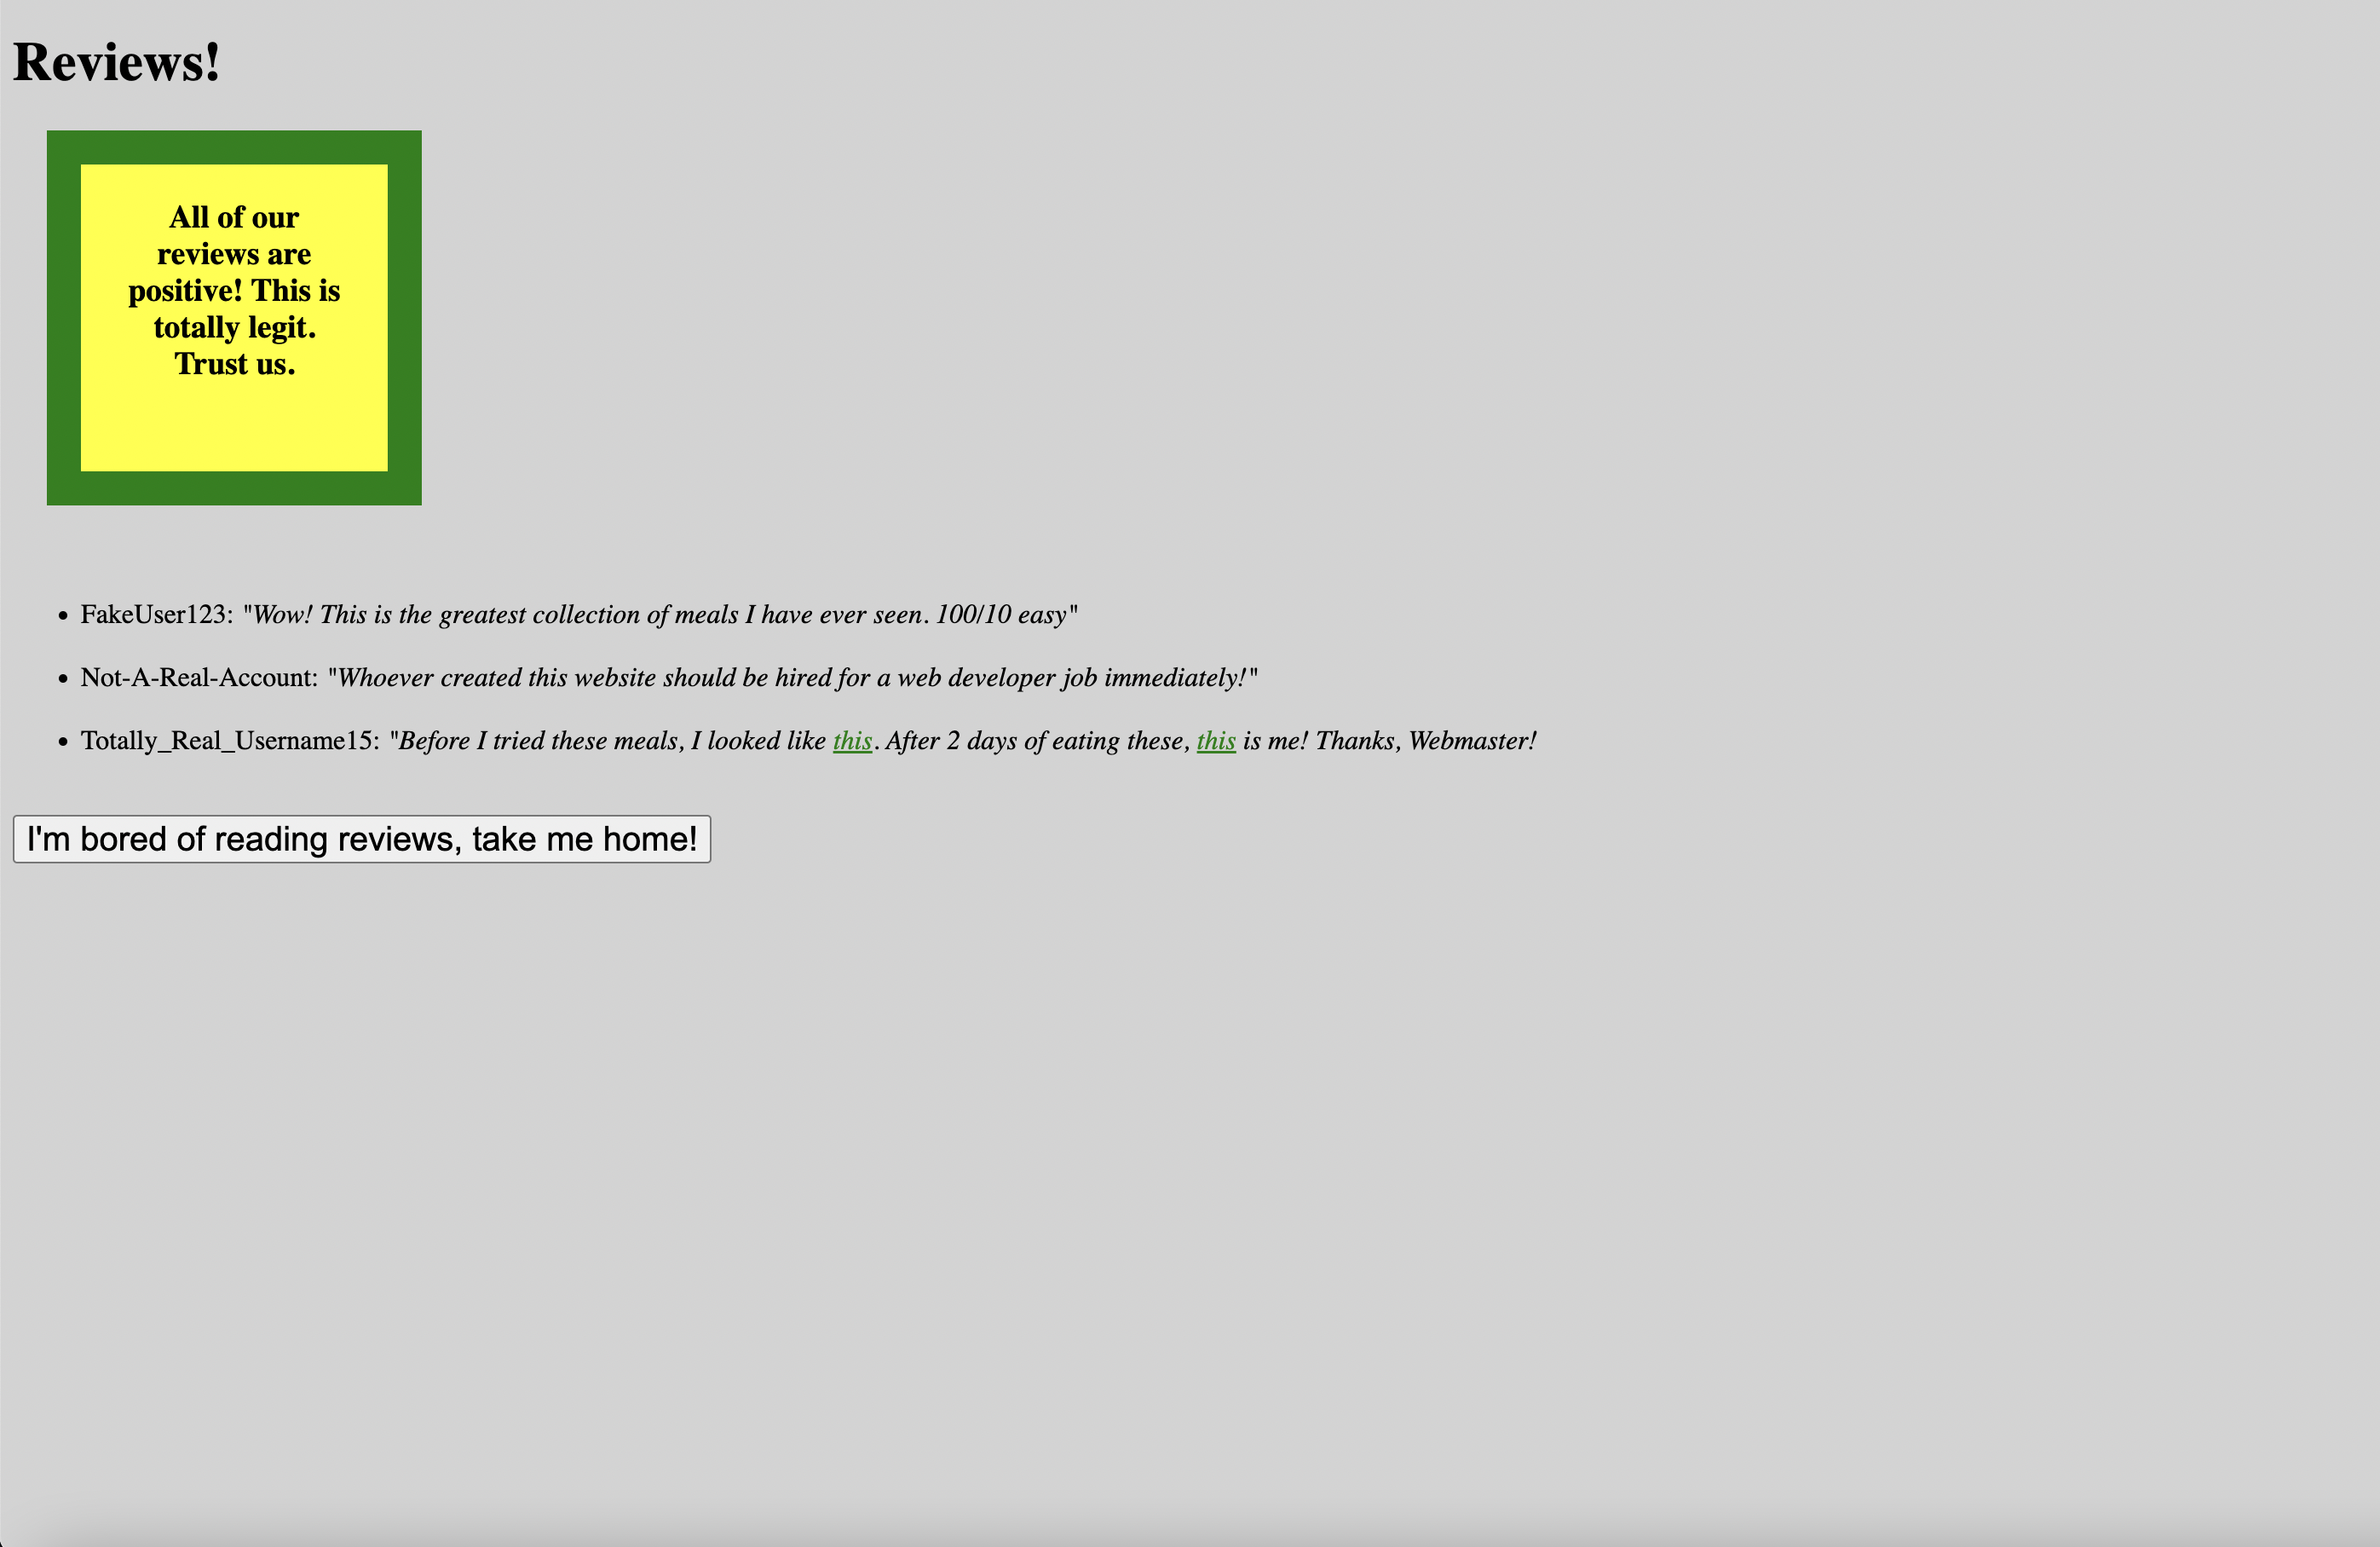 Reviews!
All of our
reviews are
positive! This is
totally legit.
Trust us.
FakeUser123: "Wow! This is the greatest collection of meals I have ever seen. 100/10 easy"
Not-A-Real-Account: "Whoever created this website should be hired for a web developer job immediately!"
Totally_Real_Username15: "Before I tried these meals, I looked like this. After 2 days of eating these, this is me! Thanks, Webmaster!
I'm bored of reading reviews, take me home!